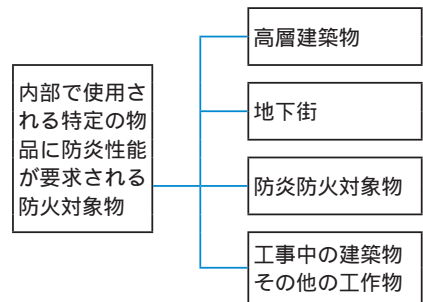 内部で使用さ
れる特定の物
品に防炎性能
が要求される
防火対象物
高層建築物
地下街
防炎防火対象物
工事中の建築物
その他の工作物